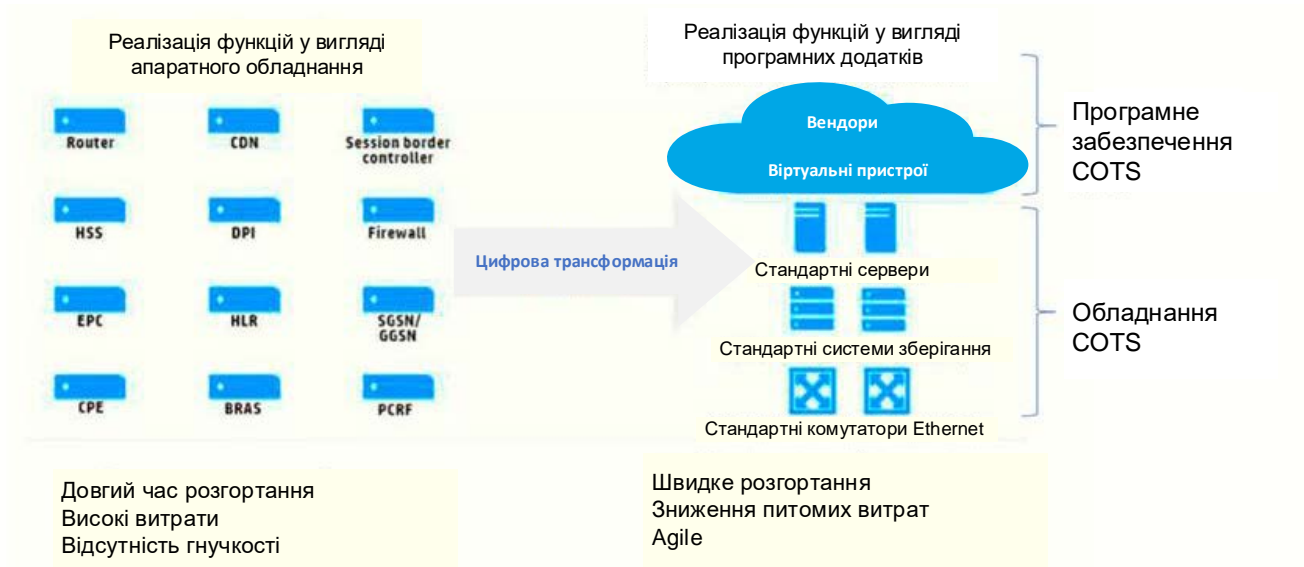 Реалізація функцій у вигляді
апаратного обладнання
Router
CDN
Session border
controller
HSS
DPI
Firewall
EPC
HLR
SGSN/
GGSN
CPE
BRAS
PCRF
Довгий час розгортання
Високі витрати
Відсутність гнучкості
Цифрова трансформація
Реалізація функцій у вигляді
програмних додатків
Вендори
Віртуальні пристрої
Стандартні сервери
Стандартні системи зберігання
Стандартні комутатори Ethernet
Швидке розгортання
Зниження питомих витрат
Agile
Програмне
забезпечення
COTS
Обладнання
COTS